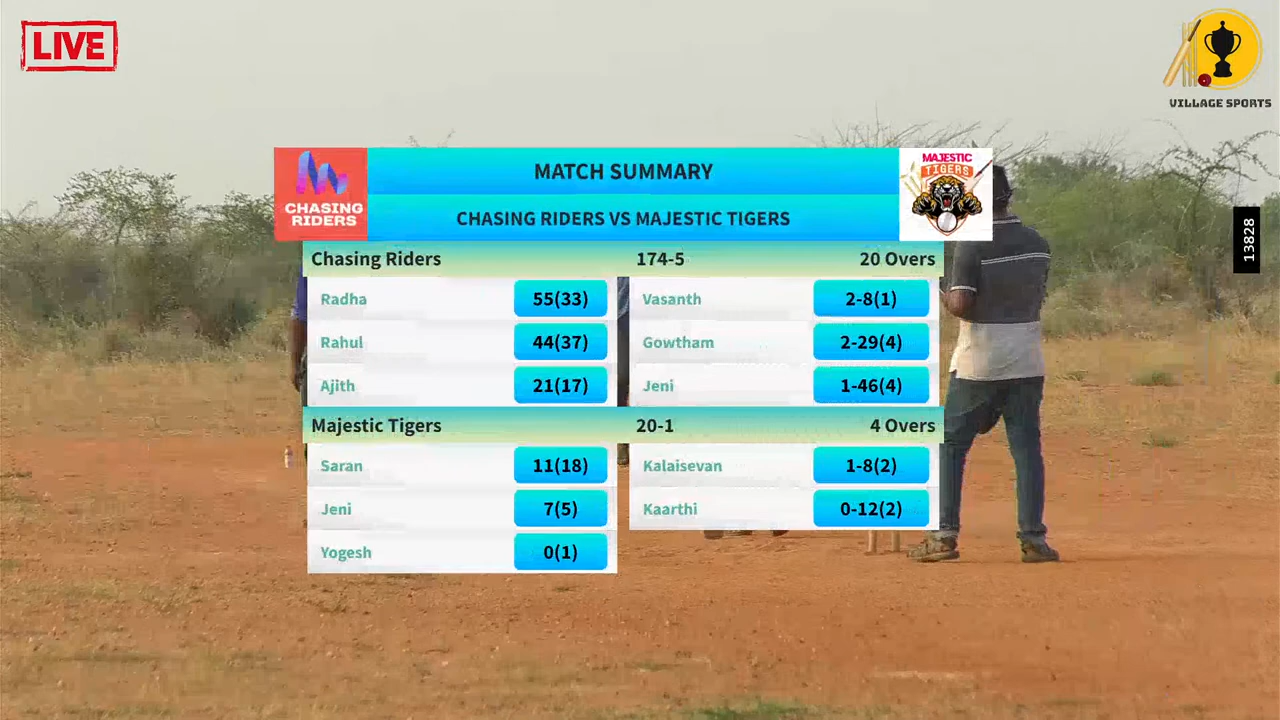 LIVE
VILLAGE SPORTS
13828
CHASING
RIDERS
MATCH SUMMARY
CHASING RIDERS VS MAJESTIC TIGERS
MAJESTIC
TIGERS
Chasing Riders 174-5 20 Overs
Radha 55(33) Vasanth 2-8(1)
Rahul 44(37) Gowtham 2-29(4)
Ajith 21(17) Jeni 1-46(4)
Majestic Tigers 20-1 4 Overs
Saran 11(18) Kalaisevan 1-8(2)
Jeni 7(5) Kaarthi 0-12(2)
Yogesh 0(1)